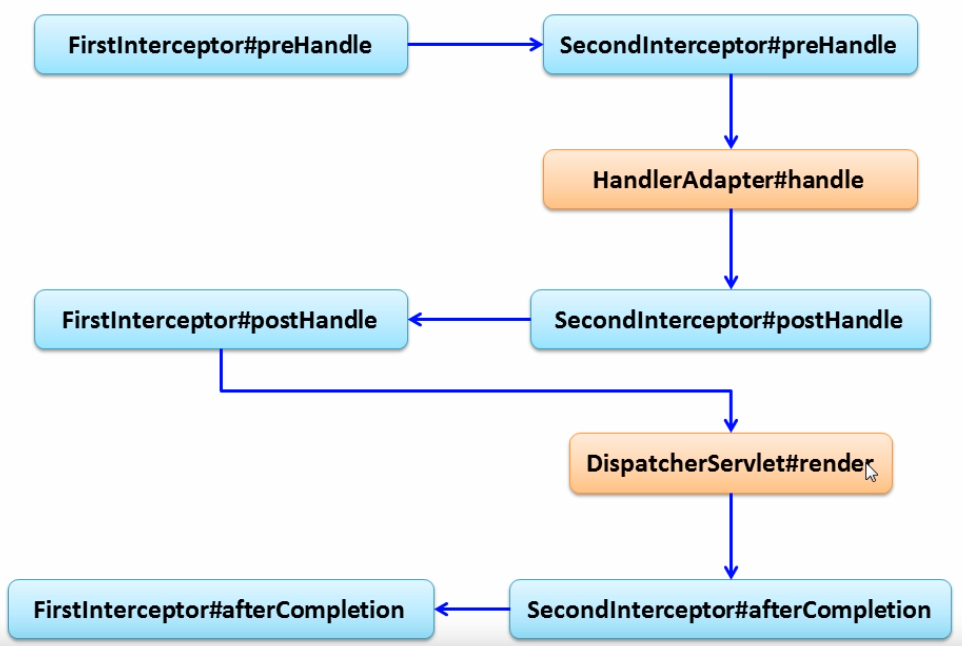 FirstInterceptor#preHandle
SecondInterceptor#preHandle
HandlerAdapter#handle
FirstInterceptor#postHandle
SecondInterceptor#postHandle
DispatcherServlet#render
FirstInterceptor#afterCompletion
SecondInterceptor#afterCompletion